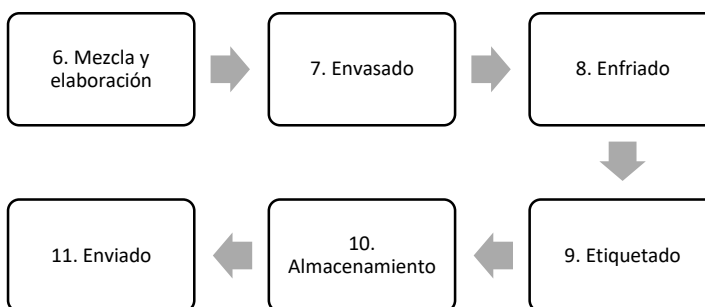 6. Mezcla y
elaboración
7. Envasado
8. Enfriado
9. Etiquetado
10.
Almacenamiento
11. Enviado